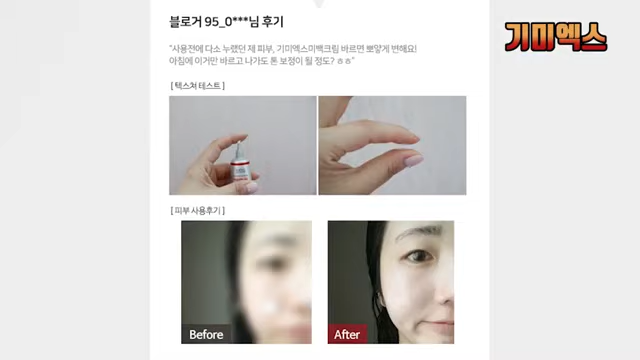 블로거 95_0***님 후기
기미엑스
"사용전에 다소 누랬던 제 피부, 기미엑스미백크림 바르면 뽀얗게 변해요!
아침에 이거만 바르고 나가도 톤 보정이 될 정도? ㅎㅎ"
[ 텍스처 테스트 ]
[ 피부 사용후기 ]
Before
After